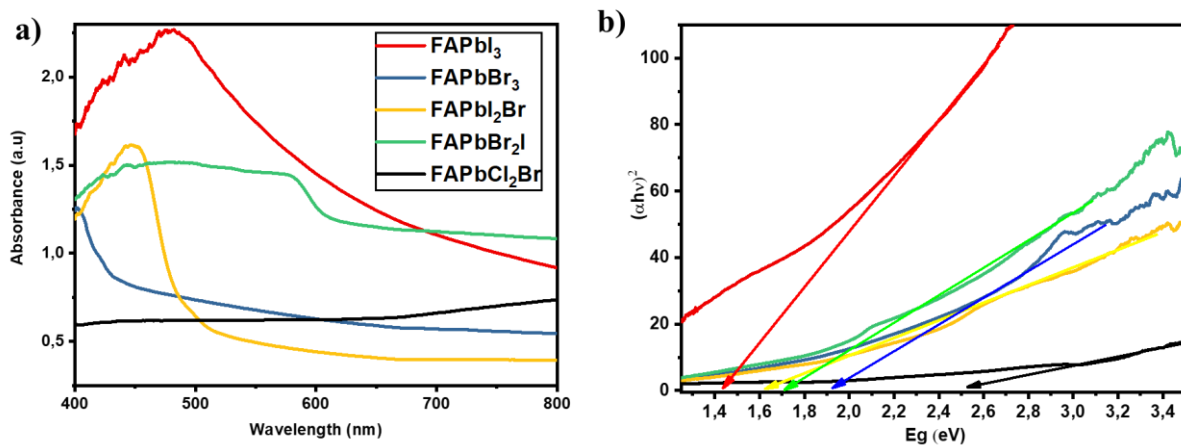 a)
2,0
1,5
1,0
0,5
Absorbance (a.u)
400 500 600 700 800
Wavelength (nm)
FAPbI₃
FAPbBr₃
FAPbI₂Br
FAPbBr₂I
FAPbCl₂Br
b)
100
80
60
40
20
0
(αhν)²
1,4 1,6 1,8 2,0 2,2 2,4 2,6 2,8 3,0 3,2 3,4
Eg (eV)